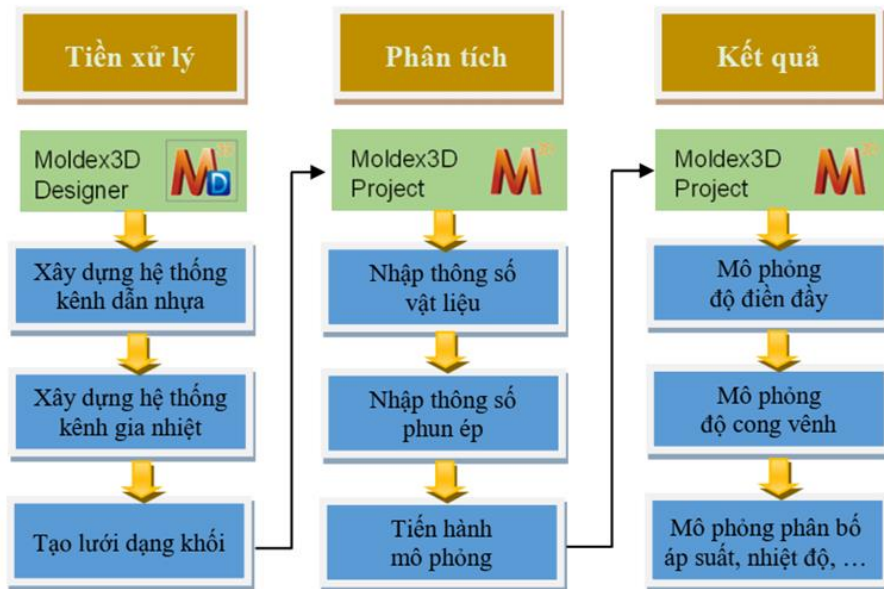 Tiền xử lý
Moldex3D
Designer
Xây dựng hệ thống
kênh dẫn nhựa
Xây dựng hệ thống
kênh gia nhiệt
Tạo lưới dạng khối
Phân tích
Moldex3D
Project
Nhập thông số
vật liệu
Nhập thông số
phun ép
Tiến hành
mô phỏng
Kết quả
Moldex3D
Project
Mô phỏng
độ điền đầy
Mô phỏng
độ cong vênh
Mô phỏng phân bố
áp suất, nhiệt độ, …